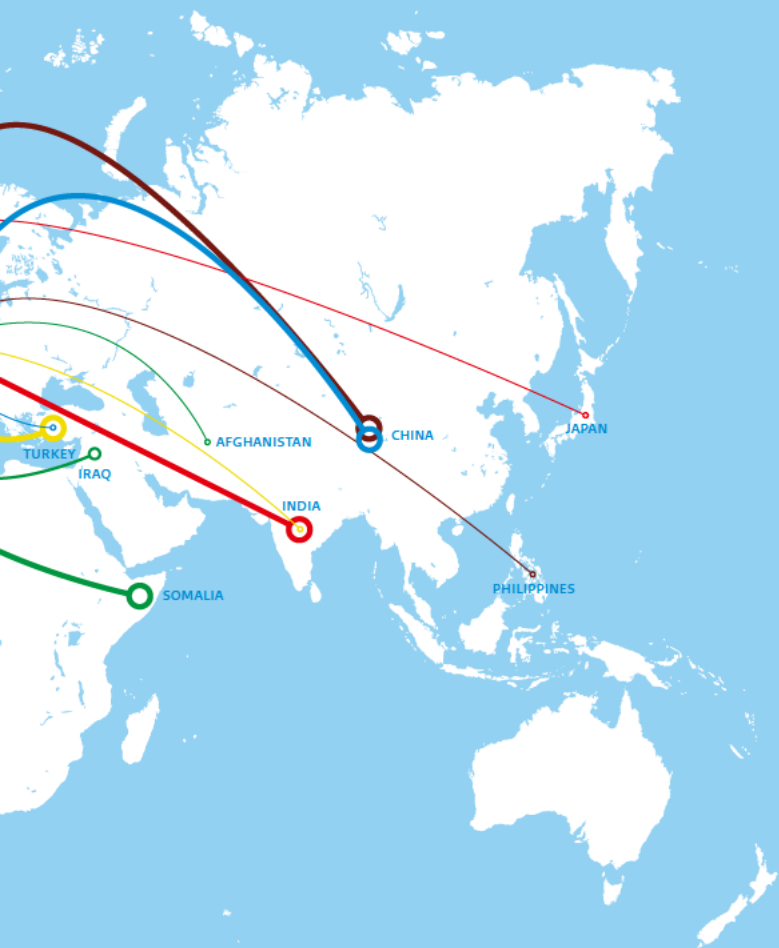 CHINA
JAPAN
AFGHANISTAN
TURKEY
IRAQ
INDIA
PHILIPPINES
SOMALIA